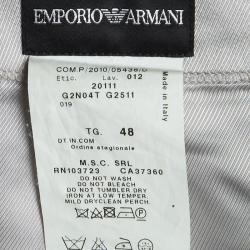 EMPORIO ARMANI
COM.P/2010/05438/D
Etic. Lav. 012
20111
G2N04T G2511
019
Made in Italy
TG. 48
DT IN.COM
Ordine stagionale
M.S.C. SRL
RN103723 CA37360
DO NOT WASH
DO NOT BLEACH
DO NOT TUMBLER DRY
IRON AT LOW TEMPER.
MILD DRYCLEAN PERCH.